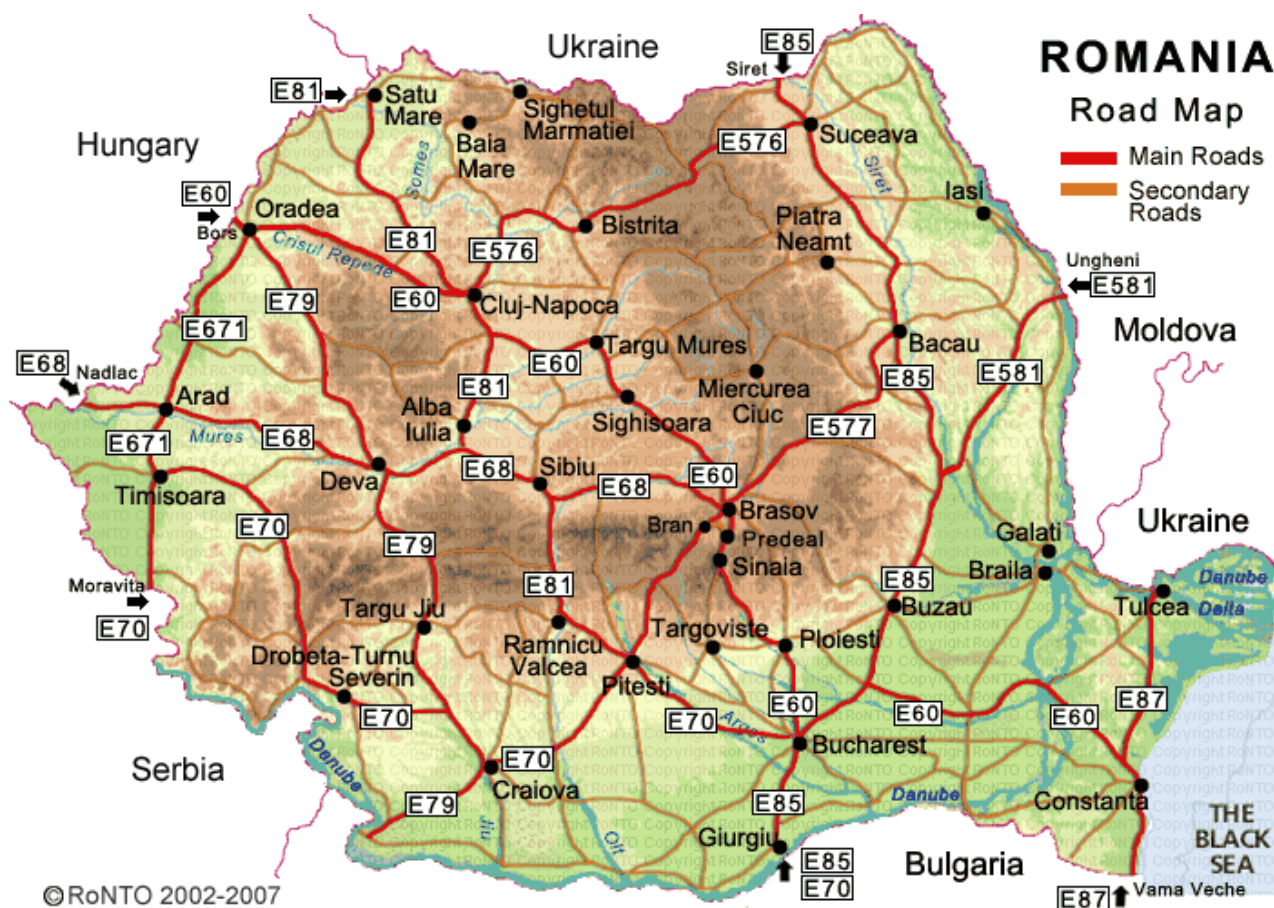 E85
Ukraine
Siret
ROMANIA
Road Map
Main Roads
Secondary
Roads
E81
Satu
Mare
Sighetul
Marmatiei
Baia
Mare
Somes
E576
Suceava
Siret
Hungary
E60
Bors
Oradea
Crisul Repede
E81
E576
Bistrita
Piatra
Neamt
Iasi
Ungheni
E581
Moldova
E79
E60
Cluj-Napoca
E671
E68
Nadlac
Arad
E60
Targu Mures
E81
Miercurea
Ciuc
Bacau
E85
E581
Alba
Iulia
Sighisoara
E577
E671
Mures
E68
Timisoara
Deva
E68
Sibiu
E68
E60
Brasov
Bran
Predeal
Sinaia
E70
E79
Galati
Braila
Ukraine
Danube
Delta
Tulcea
Moravita
E70
E81
E85
Buzau
Targu Jiu
Ramnicu
Valcea
Targoviste
Ploiesti
Drobeta-Turnu
Severin
Pitesti
E70
E70
Arges
E60
E60
E60
E87
Bucharest
Serbia
Danube
E70
Craiova
E79
Jiu
Olt
E85
Danube
Constanta
Giurgiu
E85
E70
Bulgaria
THE
BLACK
SEA
E87
Vama Veche
©RoNTO 2002-2007
Copyright RoNTO